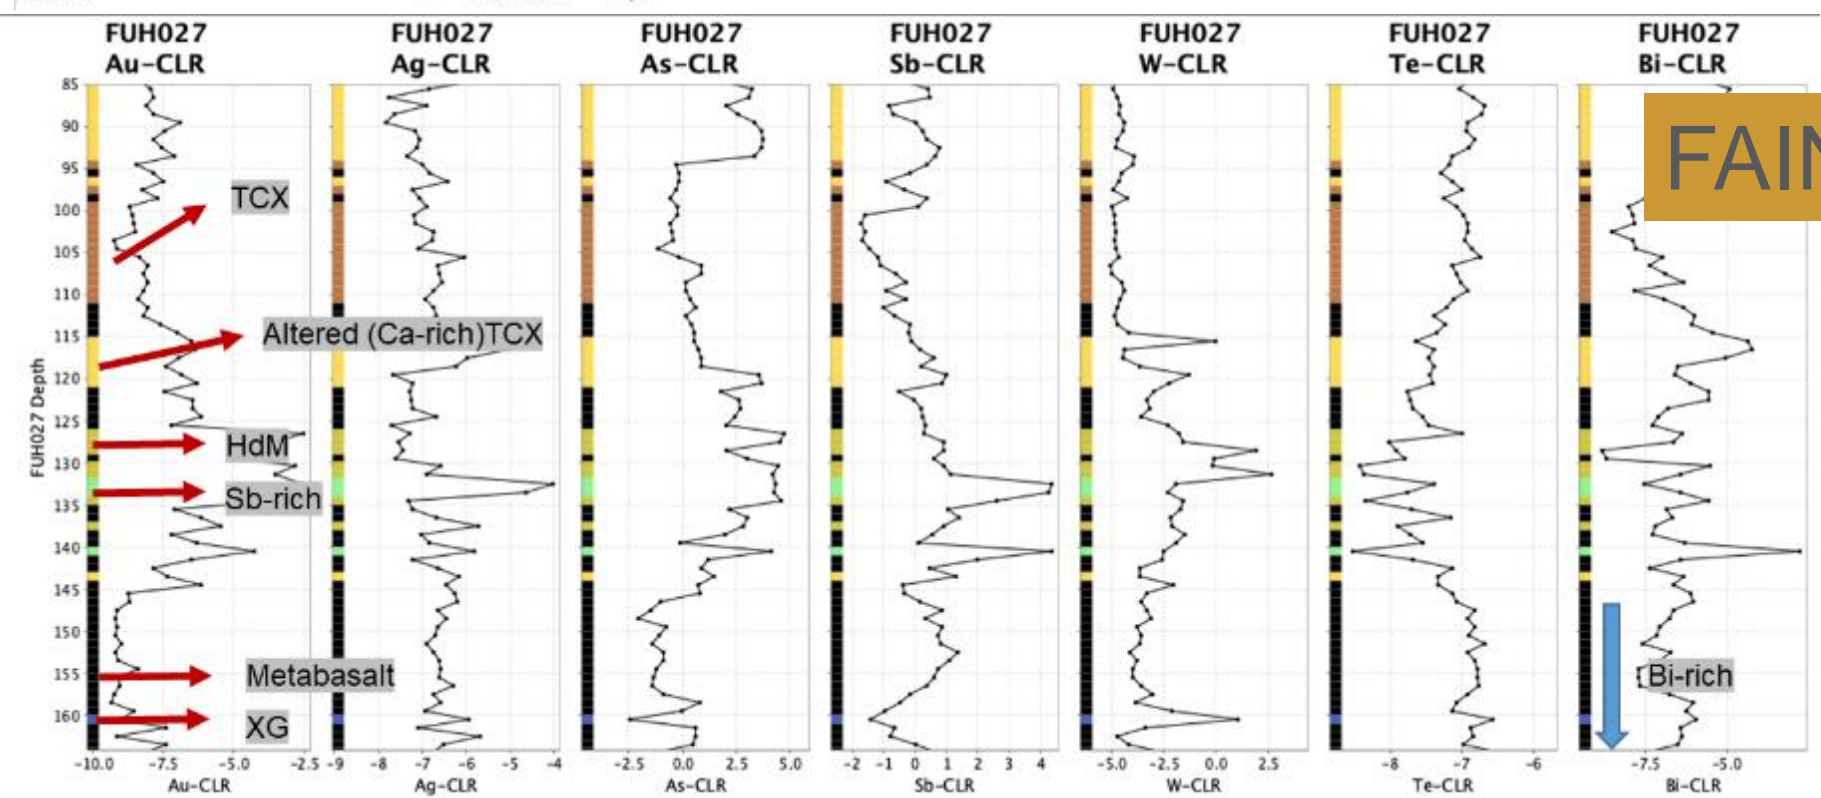 FUH027 FUH027 FUH027 FUH027 FUH027 FUH027 FUH027
Au-CLR Ag-CLR As-CLR Sb-CLR W-CLR Te-CLR Bi-CLR
FAIN
85
90
95
100
105
110
115
120
125
130
135
140
145
150
155
160
FUH027 Depth
TCX
Altered (Ca-rich)TCX
HdM
Sb-rich
Metabasalt
XG
Bi-rich
-10.0 -7.5 -5.0 -2.5 -9 -8 -7 -6 -5 -4 -2.5 0.0 2.5 5.0 -2 -1 0 1 2 3 4 -5.0 -2.5 0.0 2.5 -8 -7 -6 -7.5 -5.0
Au-CLR Ag-CLR As-CLR Sb-CLR W-CLR Te-CLR Bi-CLR